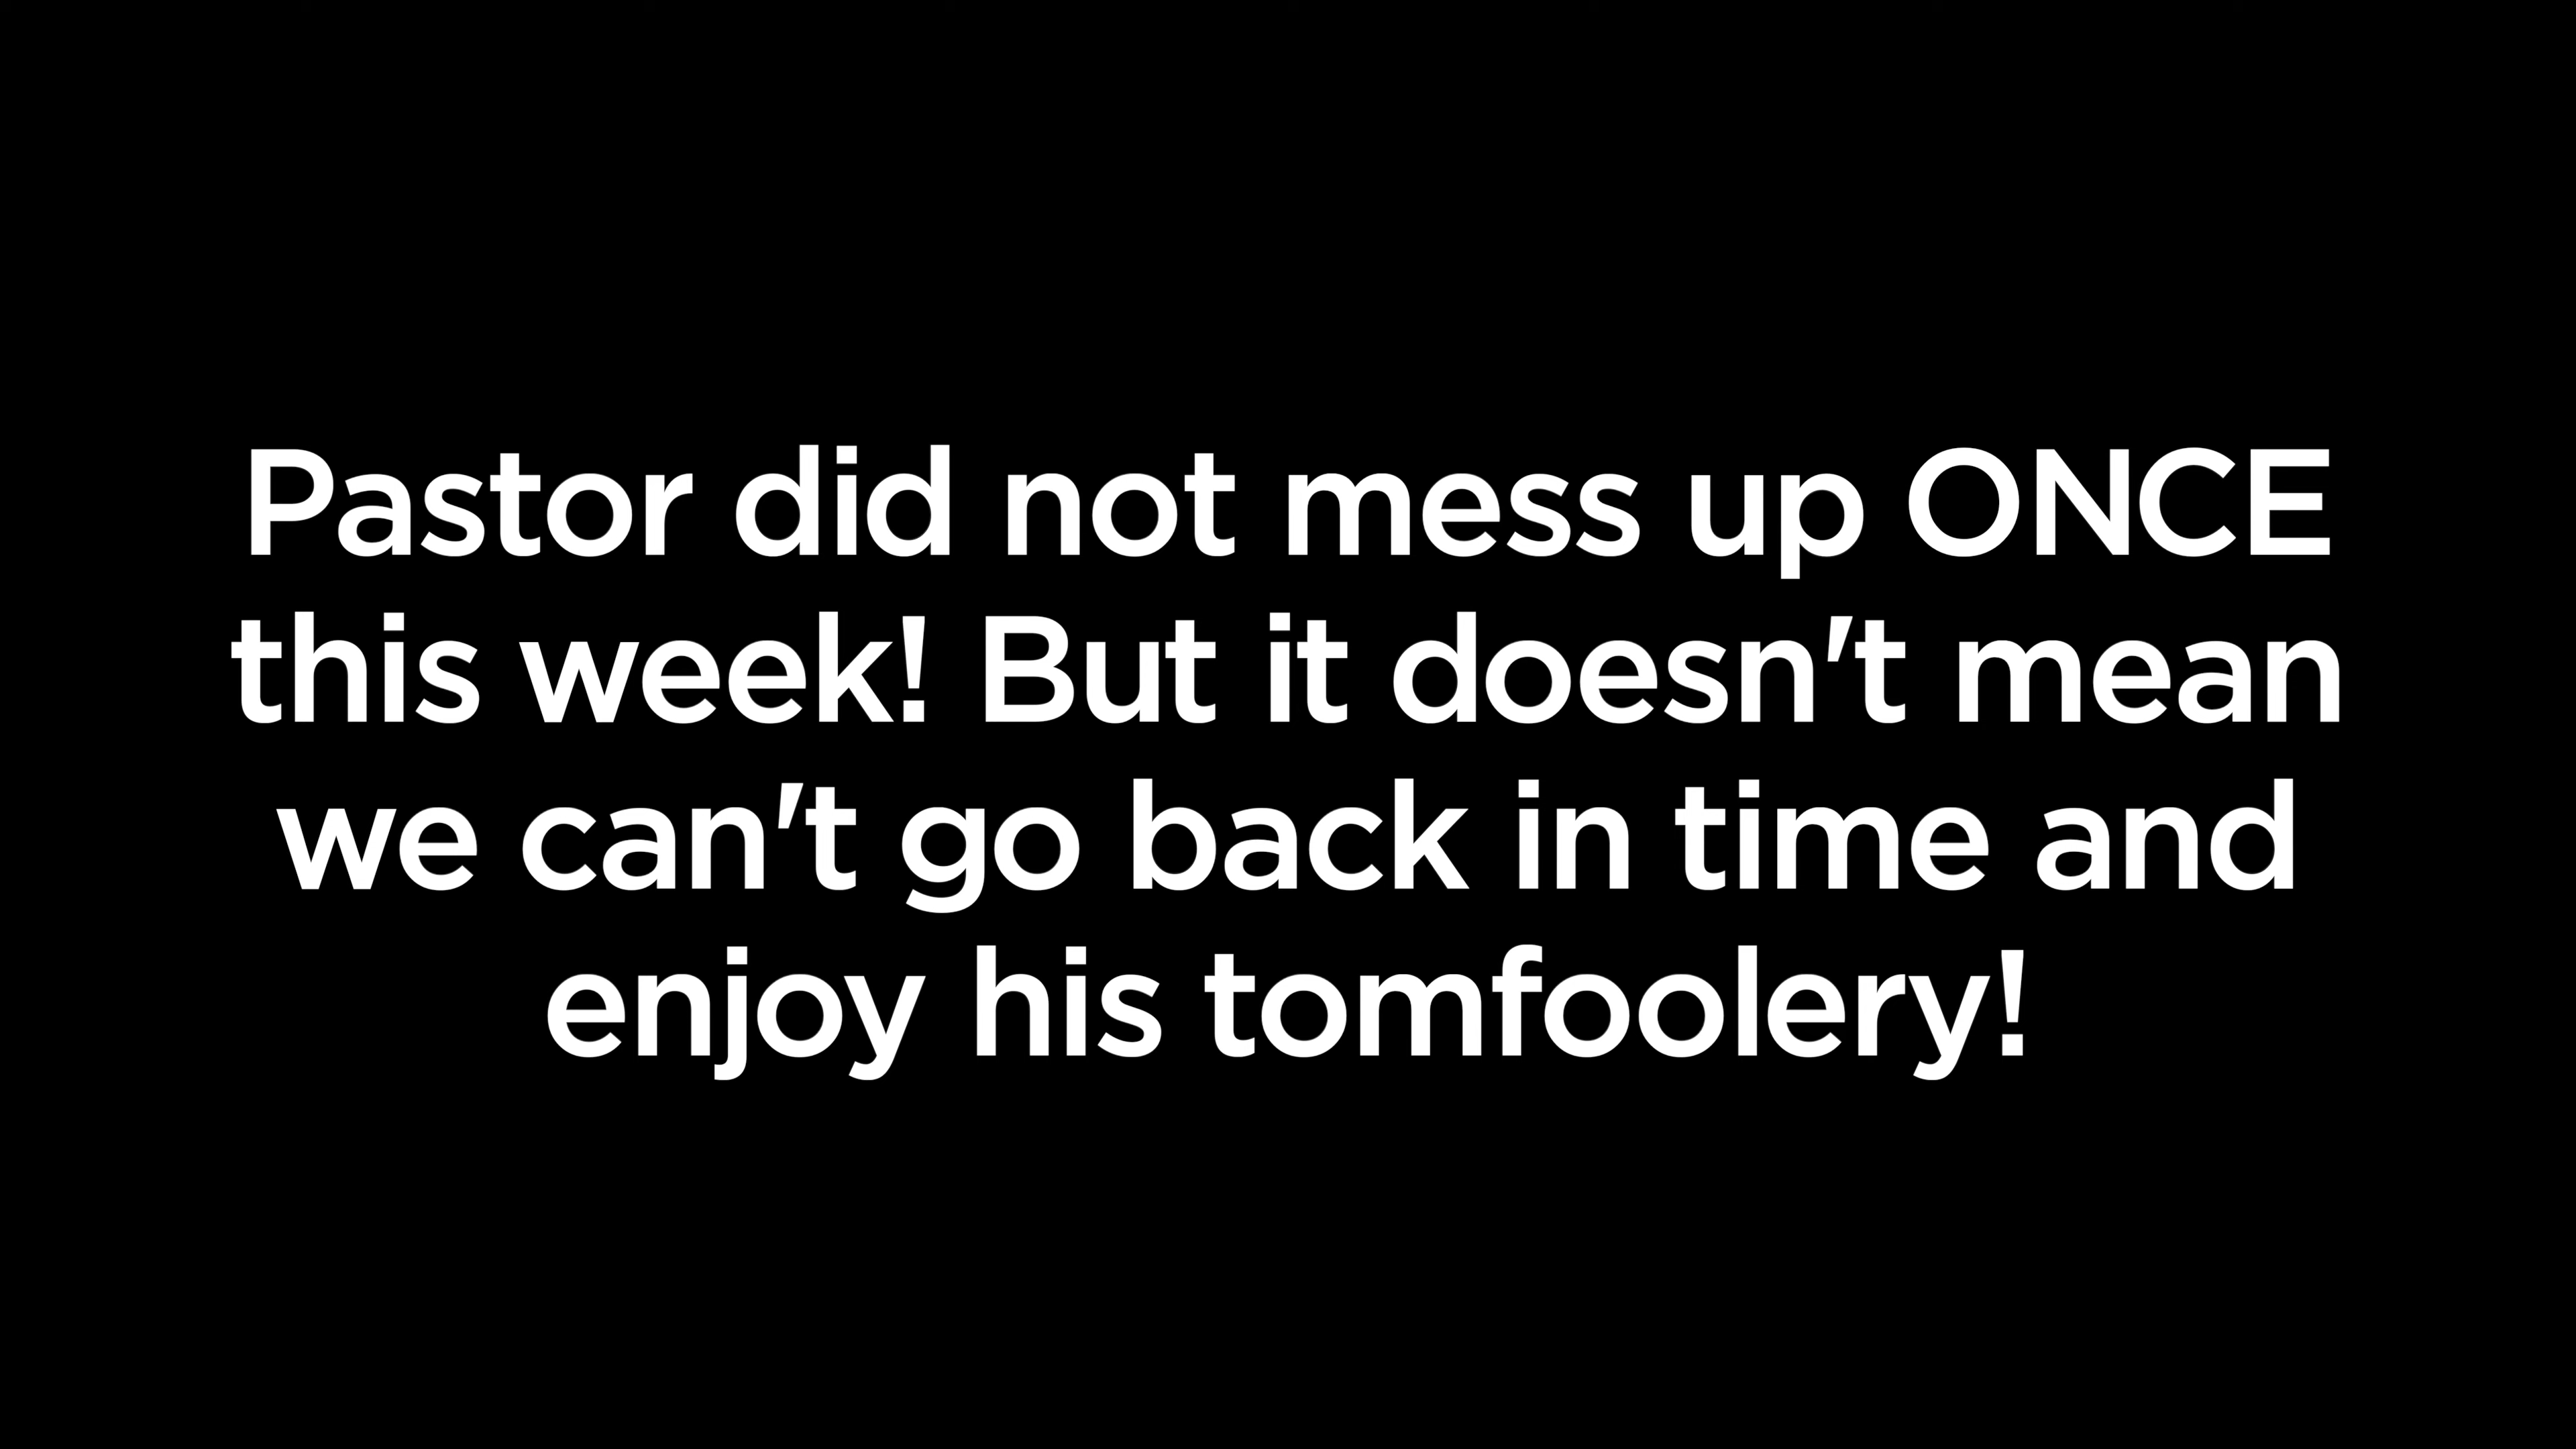 Pastor did not mess up ONCE
this week! But it doesn't mean
we can't go back in time and
enjoy his tomfoolery!